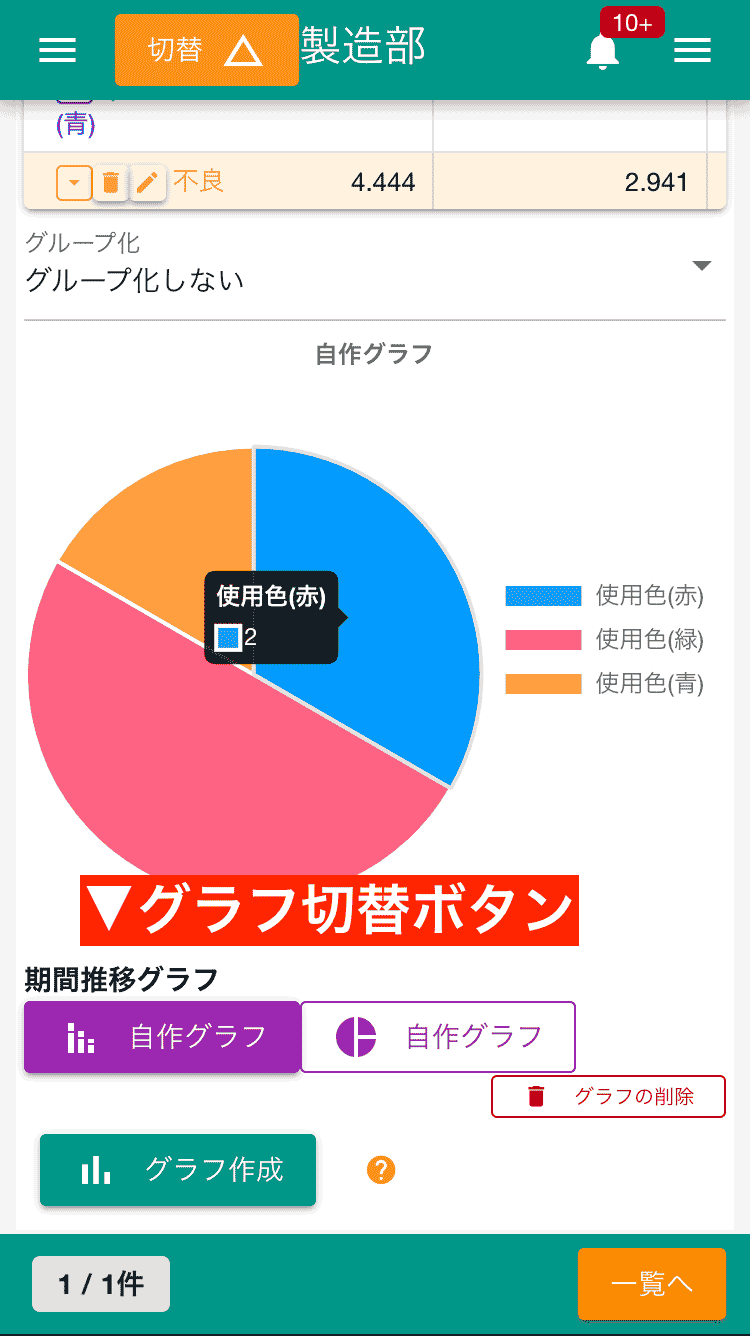 切替 製造部 10+
(青)
不良 4.444 2.941
グループ化
グループ化しない
自作グラフ
使用色(赤)
2
使用色(赤)
使用色(緑)
使用色(青)
▼グラフ切替ボタン
期間推移グラフ
自作グラフ 自作グラフ
グラフの削除
グラフ作成 ?
1 / 1件 一覧へ